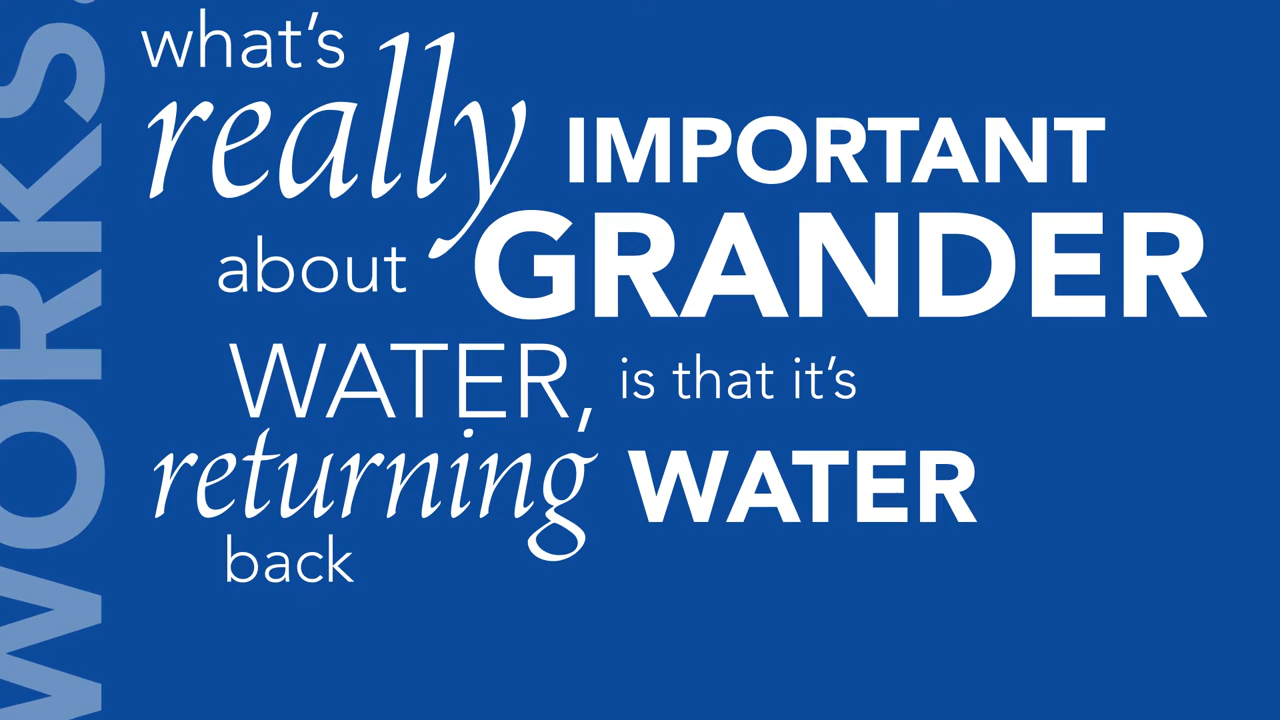 WORKS.
what's
really IMPORTANT
about GRANDER
WATER, is that it's
returning WATER
back